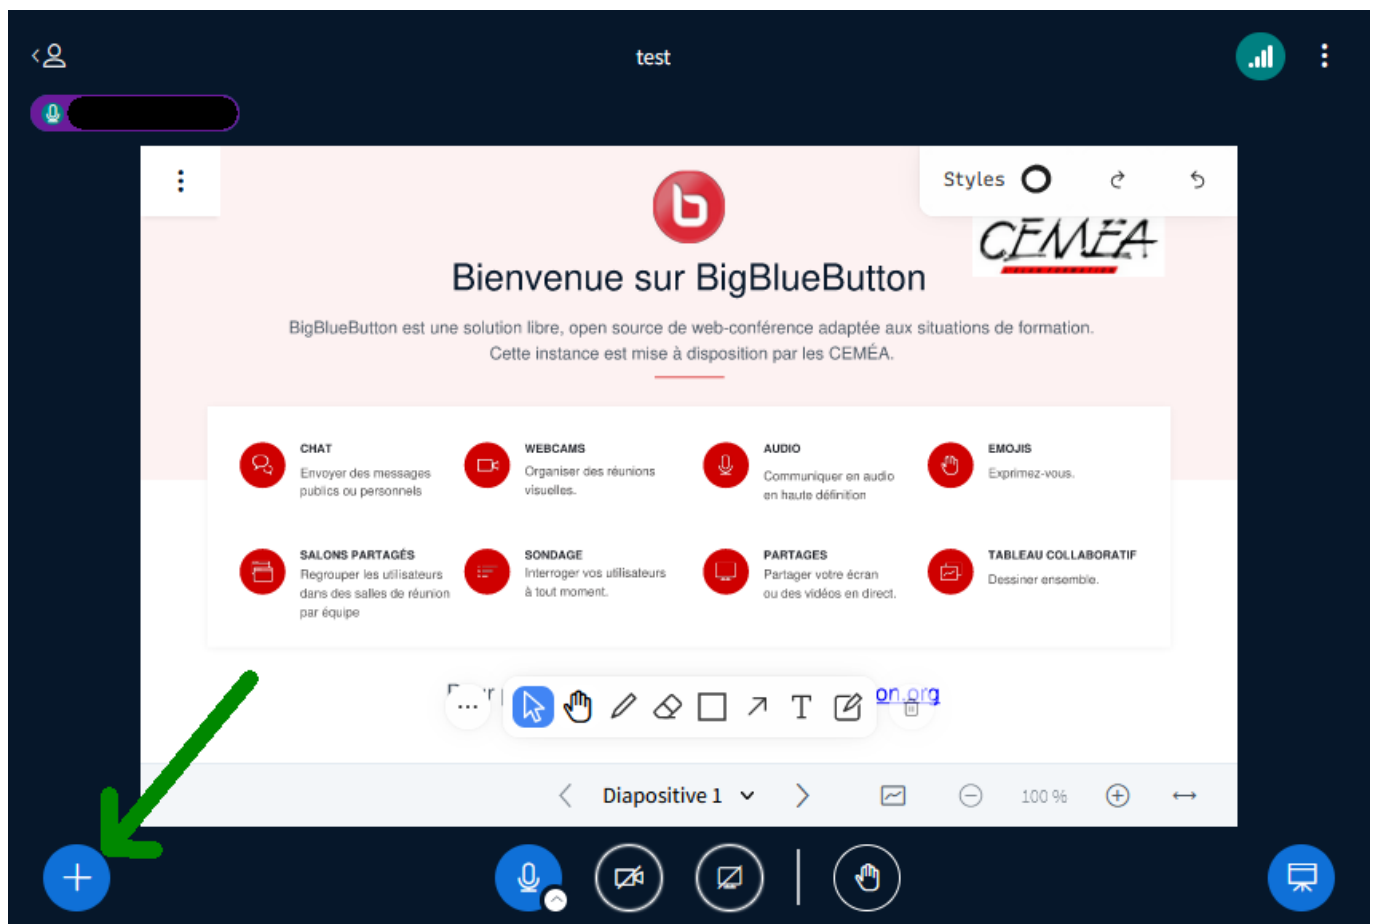 test
Styles
CEMÉA
Bienvenue sur BigBlueButton
BigBlueButton est une solution libre, open source de web-conférence adaptée aux situations de formation.
Cette instance est mise à disposition par les CEMÉA.
CHAT
Envoyer des messages
publics ou personnels
WEBCAMS
Organiser des réunions
visuelles.
AUDIO
Communiquer en audio
en haute définition
EMOJIS
Exprimez-vous.
SALONS PARTAGÉS
Regrouper les utilisateurs
dans des salles de réunion
par équipe
SONDAGE
Interroger vos utilisateurs
à tout moment.
PARTAGES
Partager votre écran
ou des vidéos en direct.
TABLEAU COLLABORATIF
Dessiner ensemble.
on.org
Diapositive 1
100 %